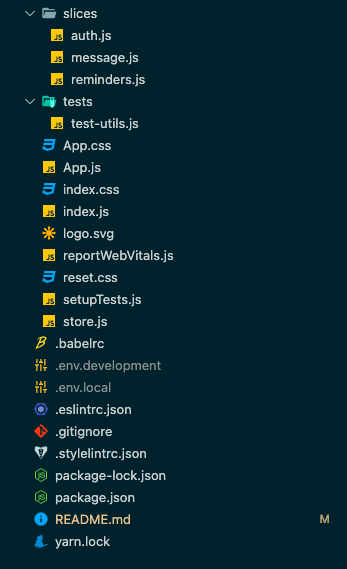 slices
auth.js
message.js
reminders.js
tests
test-utils.js
App.css
App.js
index.css
index.js
logo.svg
reportWebVitals.js
reset.css
setupTests.js
store.js
.babelrc
.env.development
.env.local
.eslintrc.json
.gitignore
.stylelintrc.json
package-lock.json
package.json
README.md M
yarn.lock